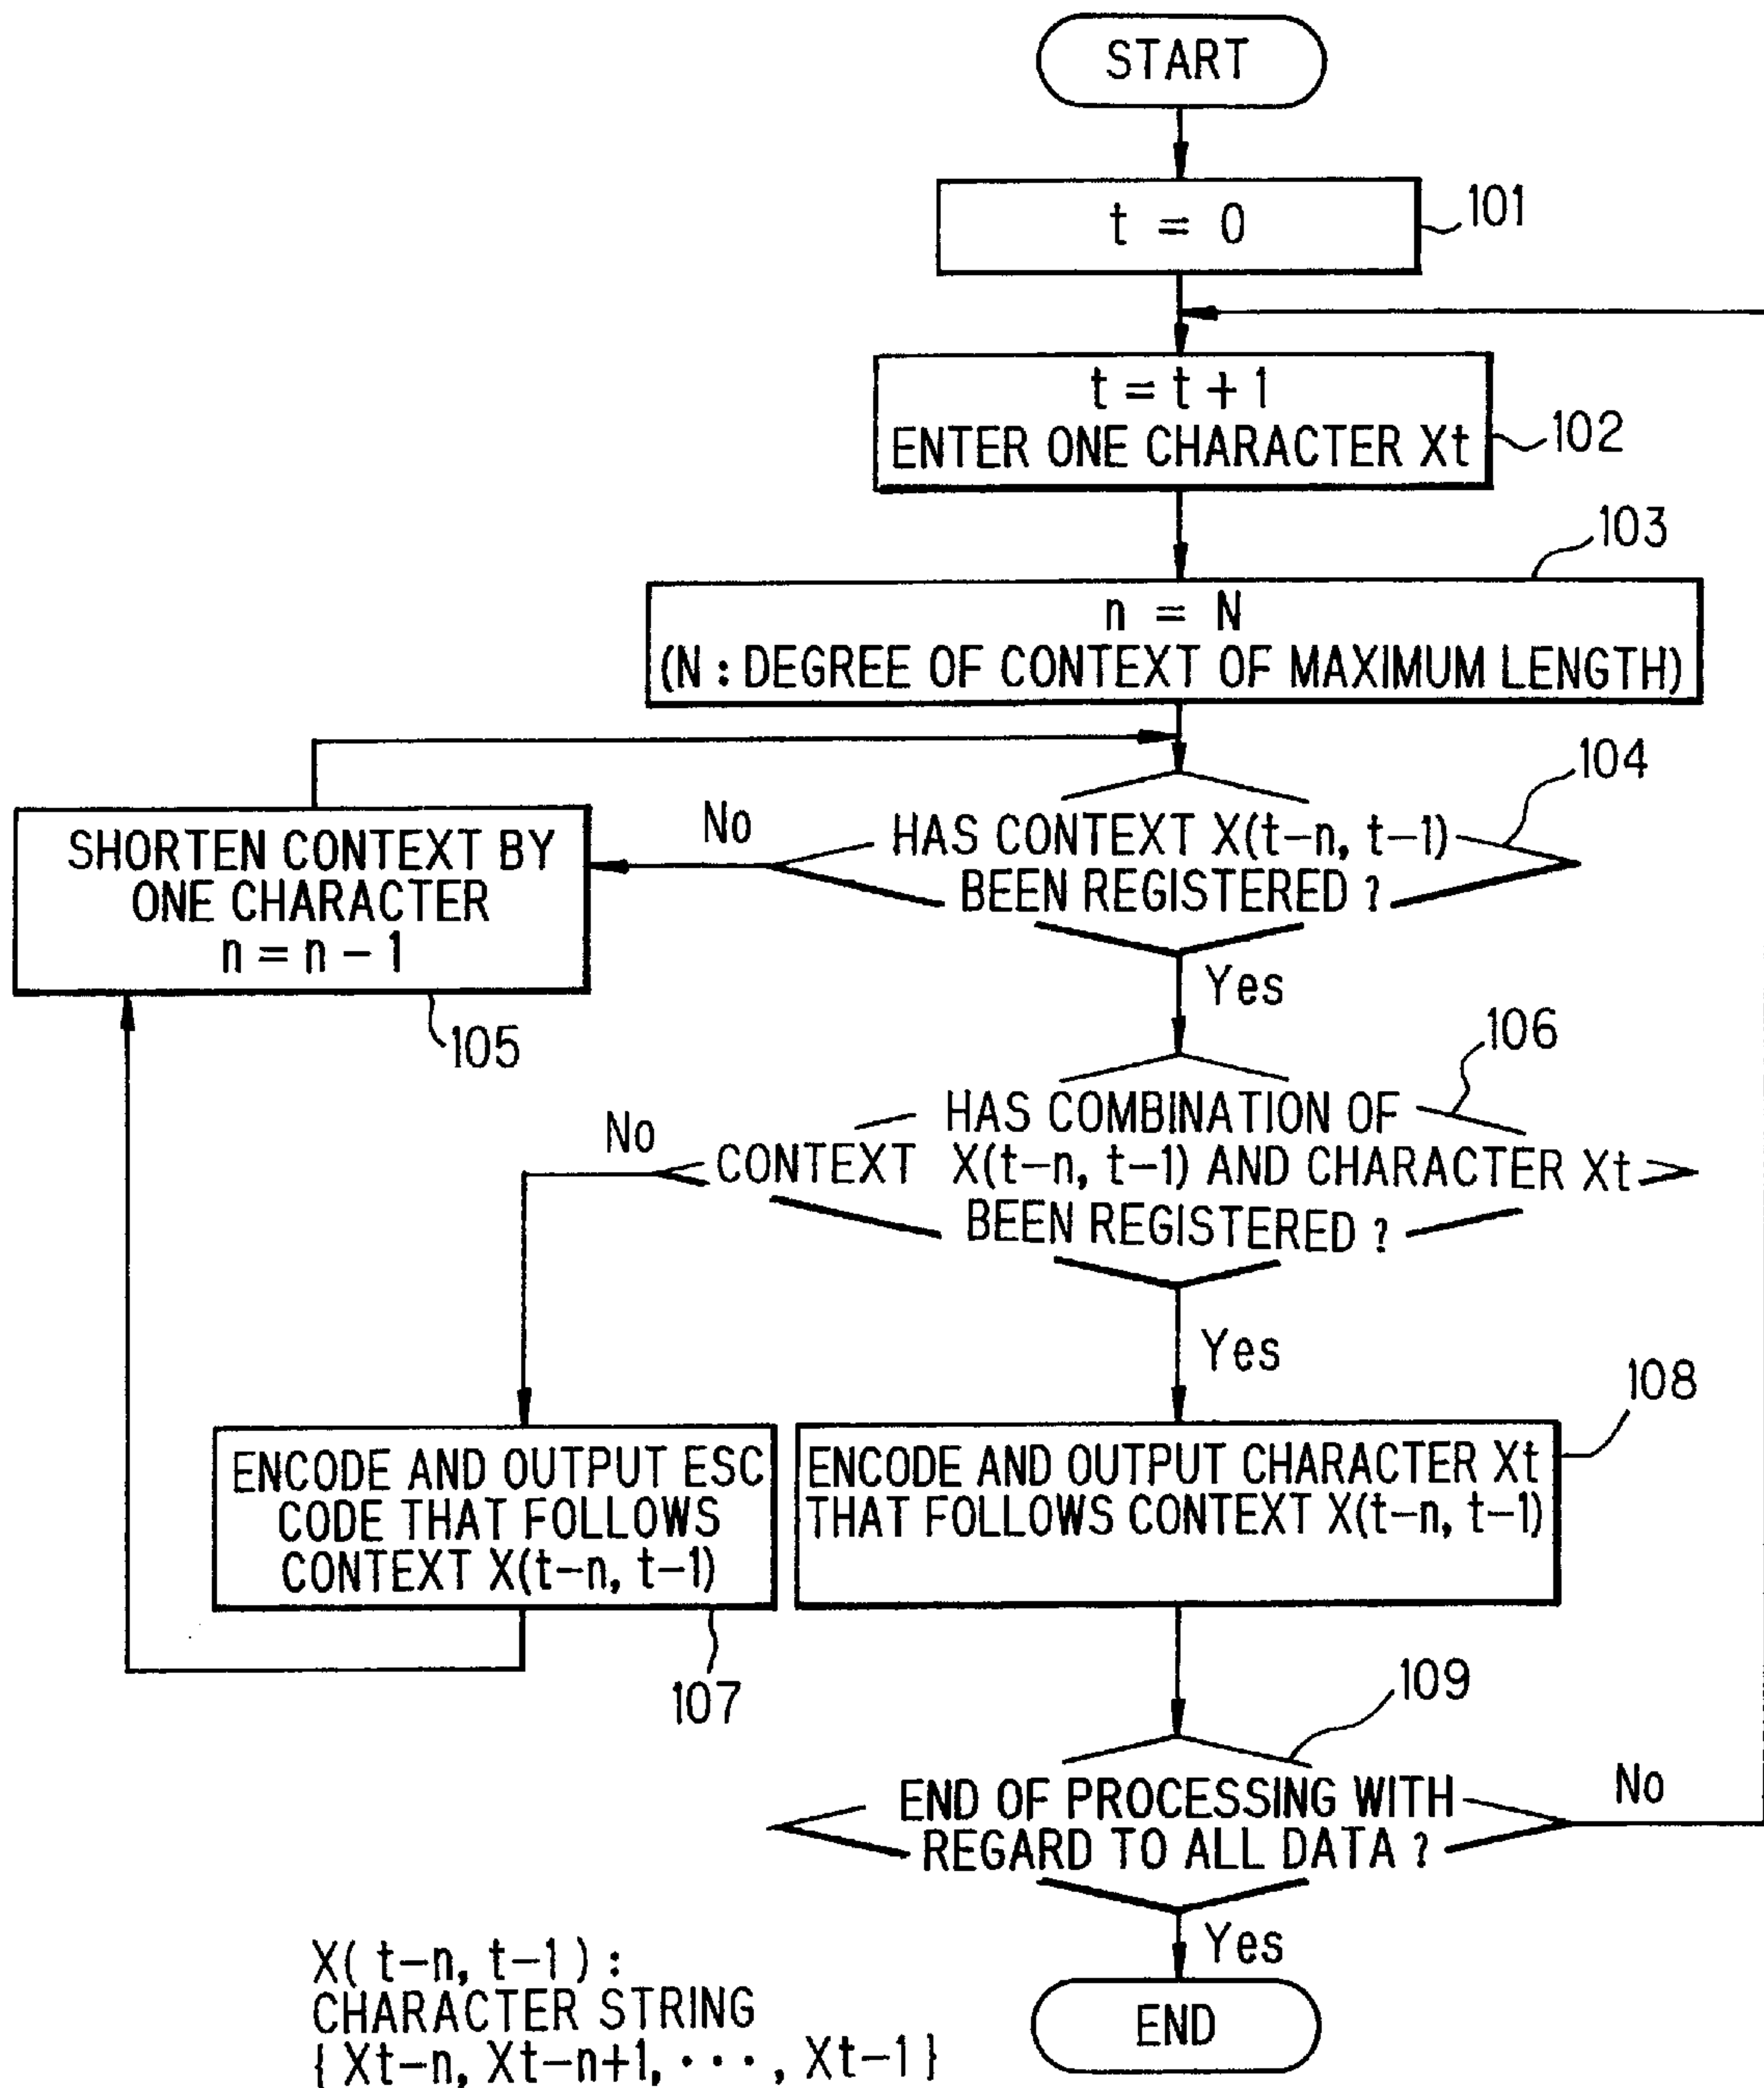 START
t = 0
101
t = t + 1
ENTER ONE CHARACTER Xt
102
103
n = N
(N : DEGREE OF CONTEXT OF MAXIMUM LENGTH)
104
HAS CONTEXT X(t-n, t-1)
BEEN REGISTERED ?
No
SHORTEN CONTEXT BY
ONE CHARACTER
n = n - 1
105
Yes
106
HAS COMBINATION OF
CONTEXT X(t-n, t-1) AND CHARACTER Xt
BEEN REGISTERED ?
No
Yes
ENCODE AND OUTPUT ESC
CODE THAT FOLLOWS
CONTEXT X(t-n, t-1)
107
108
ENCODE AND OUTPUT CHARACTER Xt
THAT FOLLOWS CONTEXT X(t-n, t-1)
109
END OF PROCESSING WITH
REGARD TO ALL DATA ?
No
Yes
END
X( t-n, t-1 ) :
CHARACTER STRING
{ Xt-n, Xt-n+1, ･･･, Xt-1 }